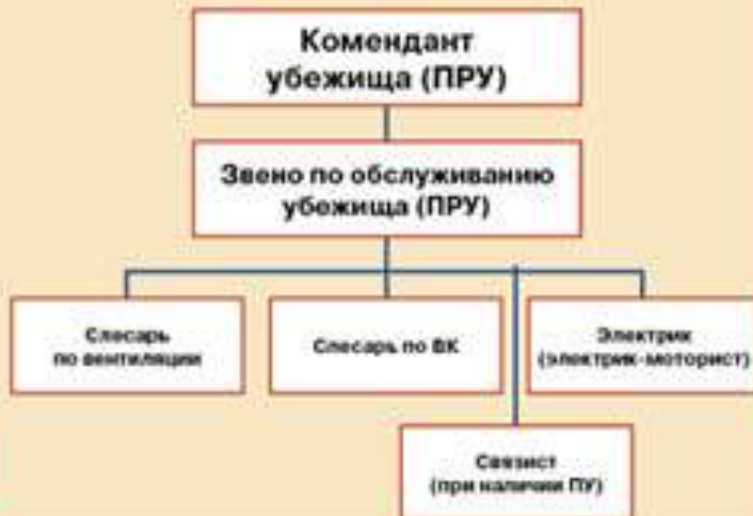 Комендант
убежища (ПРУ)
Звено по обслуживанию
убежища (ПРУ)
Слесарь
по вентиляции
Слесарь по ВК
Электрик
(электрик-моторист)
Связист
(при наличии ПУ)